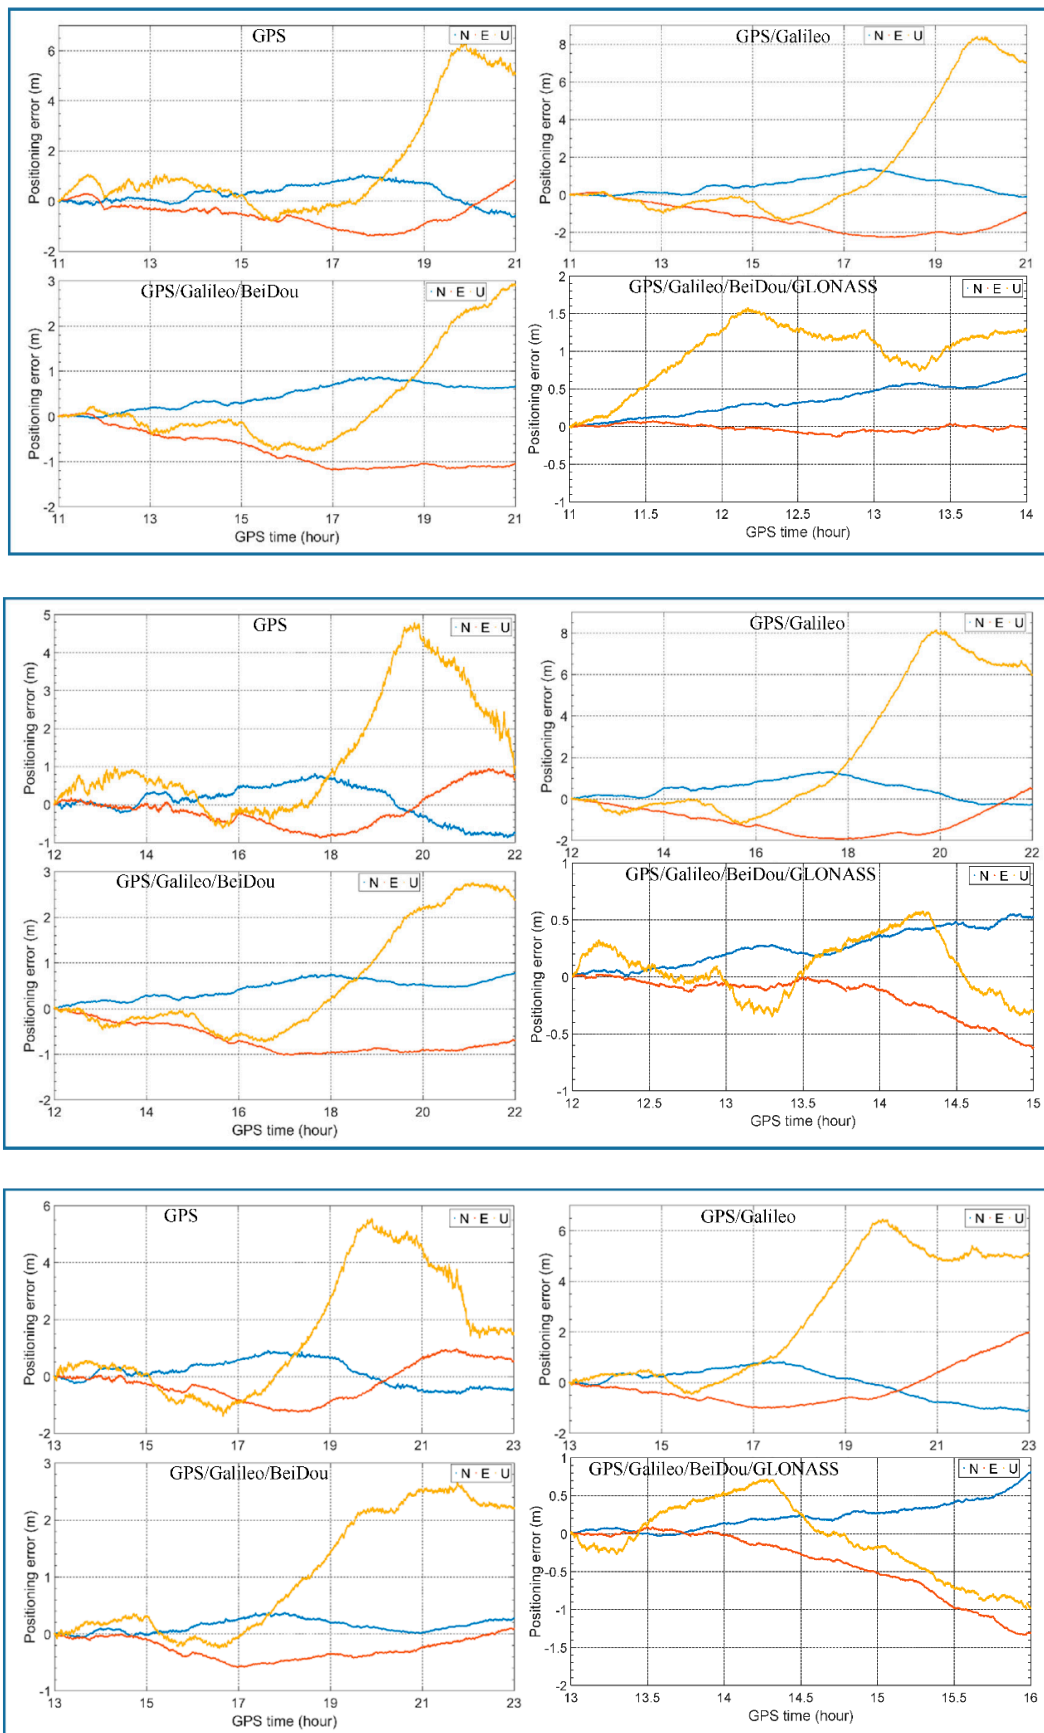 GPS
N E U
Positioning error (m)
6
4
2
0
-2
11 13 15 17 19 21
GPS/Galileo
N E U
Positioning error (m)
8
6
4
2
0
-2
11 13 15 17 19 21
GPS/Galileo/BeiDou
N E U
Positioning error (m)
3
2
1
0
-1
-2
11 13 15 17 19 21
GPS time (hour)
GPS/Galileo/BeiDou/GLONASS
N E U
Positioning error (m)
2
1.5
1
0.5
0
-0.5
-1
11 11.5 12 12.5 13 13.5 14
GPS time (hour)
GPS
N E U
Positioning error (m)
5
4
3
2
1
0
-1
12 14 16 18 20 22
GPS/Galileo
N E U
Positioning error (m)
8
6
4
2
0
-2
12 14 16 18 20 22
GPS/Galileo/BeiDou
N E U
Positioning error (m)
3
2
1
0
-1
-2
12 14 16 18 20 22
GPS time (hour)
GPS/Galileo/BeiDou/GLONASS
N E U
Positioning error (m)
1
0.5
0
-0.5
-1
12 12.5 13 13.5 14 14.5 15
GPS time (hour)
GPS
N E U
Positioning error (m)
6
4
2
0
-2
13 15 17 19 21 23
GPS/Galileo
N E U
Positioning error (m)
6
4
2
0
-2
13 15 17 19 21 23
GPS/Galileo/BeiDou
N E U
Positioning error (m)
3
2
1
0
-1
13 15 17 19 21 23
GPS time (hour)
GPS/Galileo/BeiDou/GLONASS
N E U
Positioning error (m)
1
0.5
0
-0.5
-1
-1.5
-2
13 13.5 14 14.5 15 15.5 16
GPS time (hour)